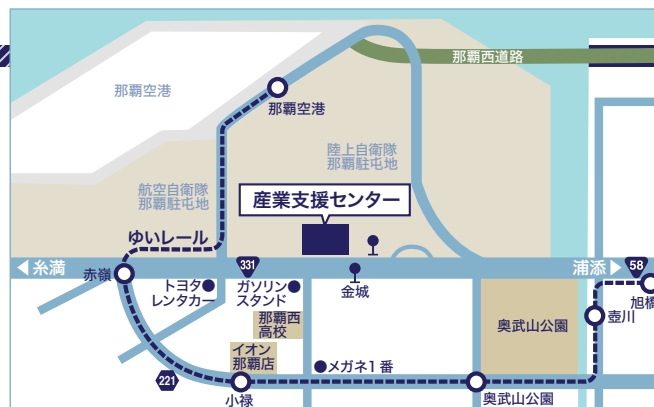 那覇西道路
那覇空港
那覇空港
陸上自衛隊
那覇駐屯地
航空自衛隊
那覇駐屯地
産業支援センター
ゆいレール
糸満
331
浦添
58
赤嶺
トヨタ
レンタカー
ガソリン
スタンド
金城
旭橋
那覇西
高校
奥武山公園
壺川
イオン
那覇店
メガネ1番
221
小禄
奥武山公園